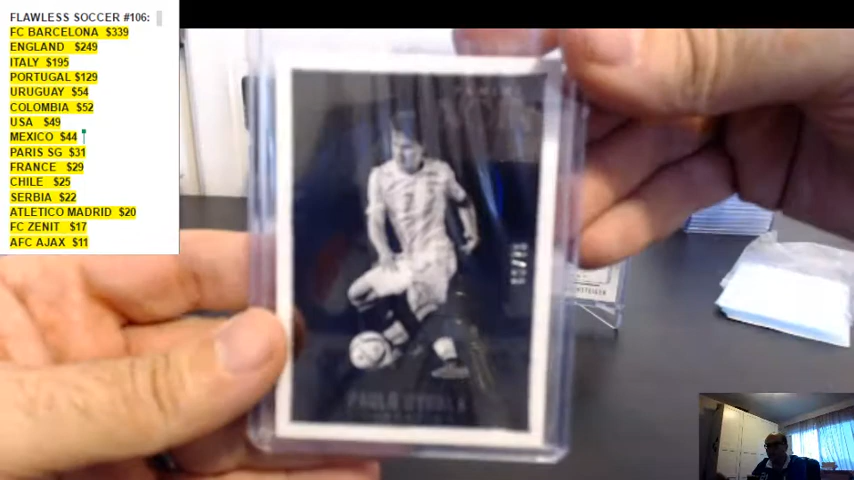 FLAWLESS SOCCER #106:
FC BARCELONA $339
ENGLAND $249
ITALY $195
PORTUGAL $129
URUGUAY $54
COLOMBIA $52
USA $49
MEXICO $44
PARIS SG $31
FRANCE $29
CHILE $25
SERBIA $22
ATLETICO MADRID $20
FC ZENIT $17
AFC AJAX $11
PANINI
PAULO DYBALA